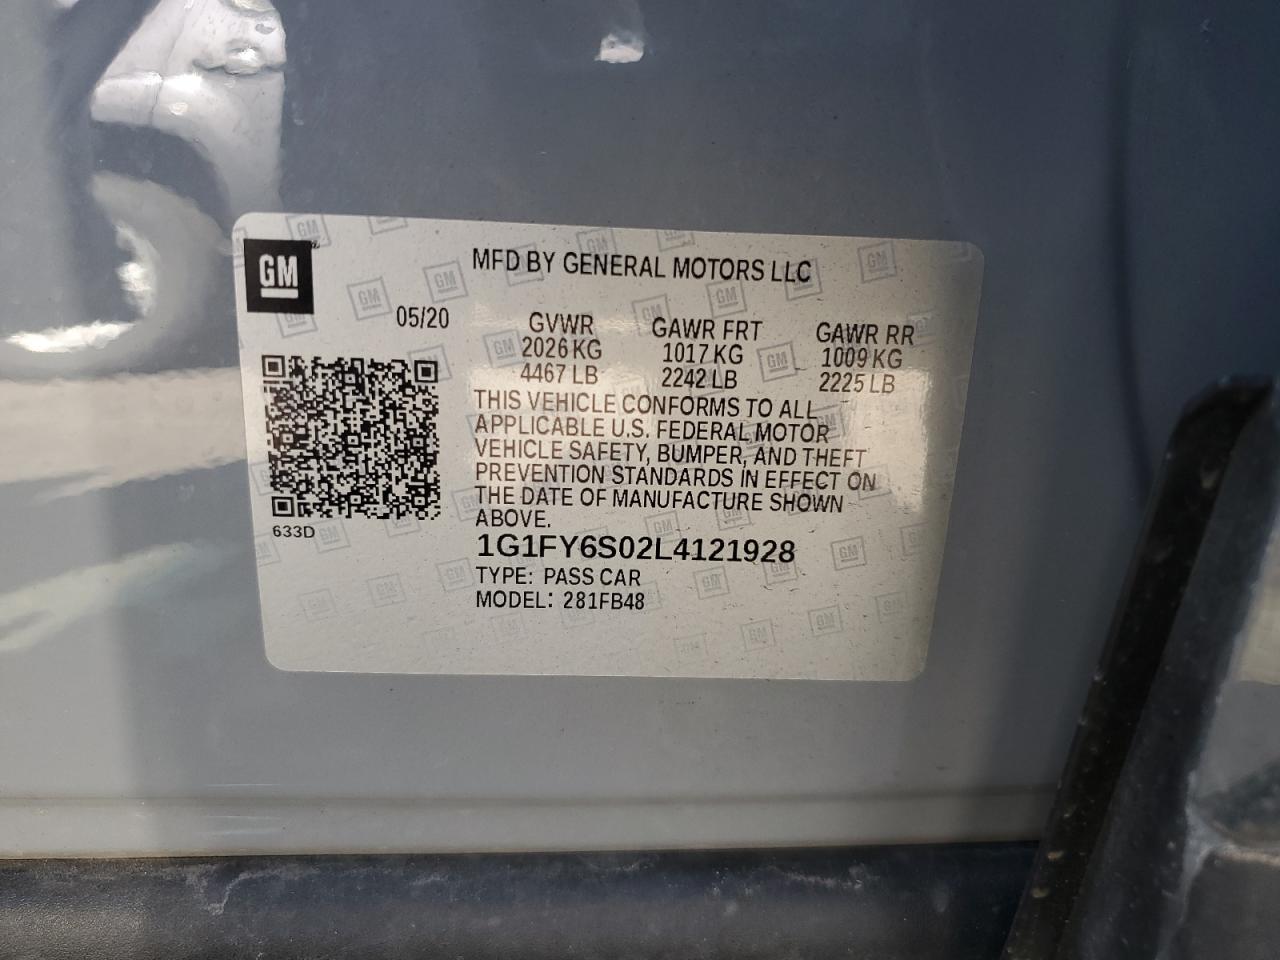 GM
MFD BY GENERAL MOTORS LLC
05/20
GVWR GAWR FRT GAWR RR
2026 KG 1017 KG 1009 KG
4467 LB 2242 LB 2225 LB
THIS VEHICLE CONFORMS TO ALL
APPLICABLE U.S. FEDERAL MOTOR
VEHICLE SAFETY, BUMPER, AND THEFT
PREVENTION STANDARDS IN EFFECT ON
THE DATE OF MANUFACTURE SHOWN
ABOVE.
633D
1G1FY6S02L4121928
TYPE: PASS CAR
MODEL: 281FB48